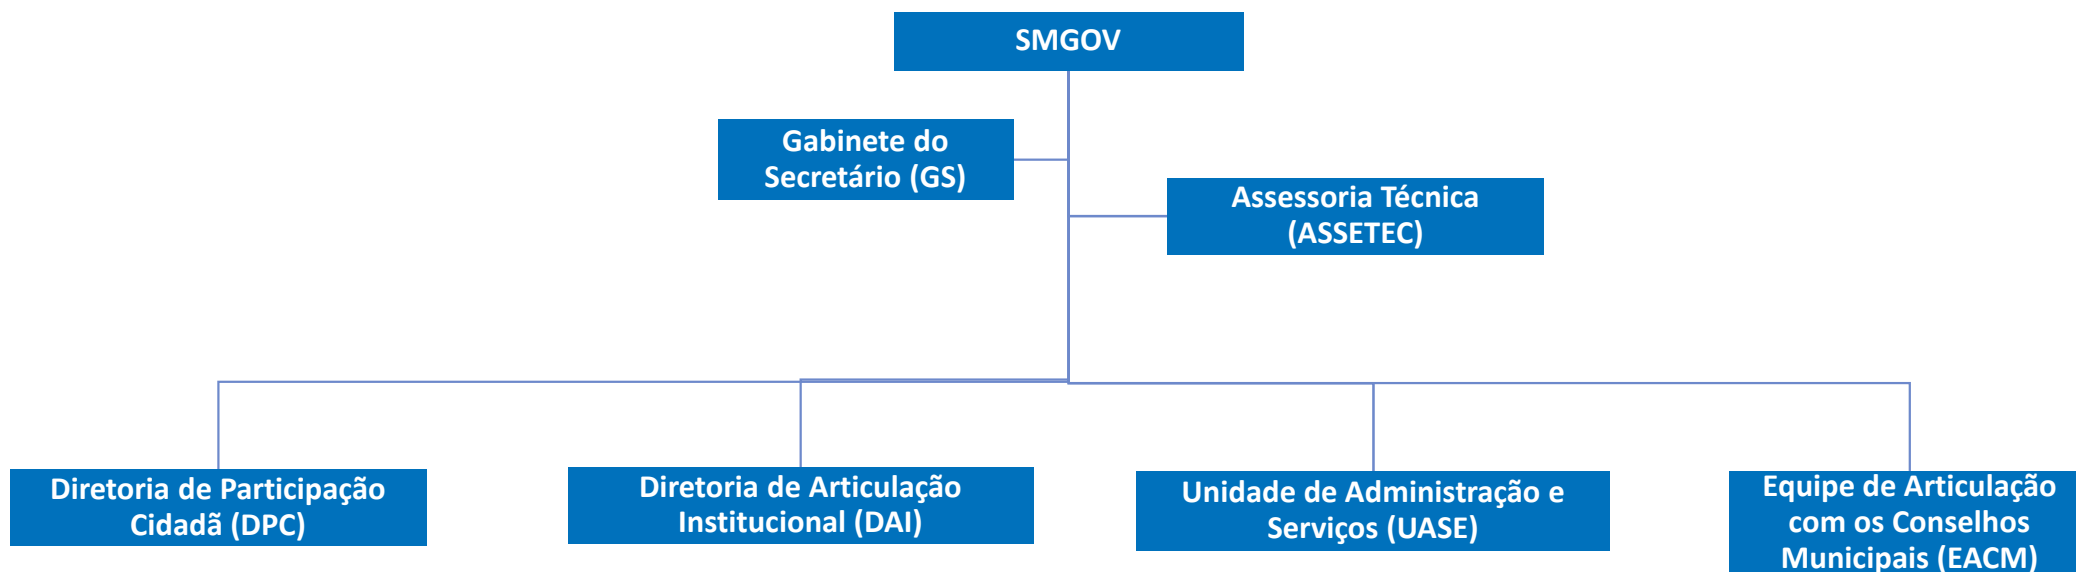 SMGOV
Gabinete do
Secretário (GS)
Assessoria Técnica
(ASSETEC)
Diretoria de Participação
Cidadã (DPC)
Diretoria de Articulação
Institucional (DAI)
Unidade de Administração e
Serviços (UASE)
Equipe de Articulação
com os Conselhos
Municipais (EACM)